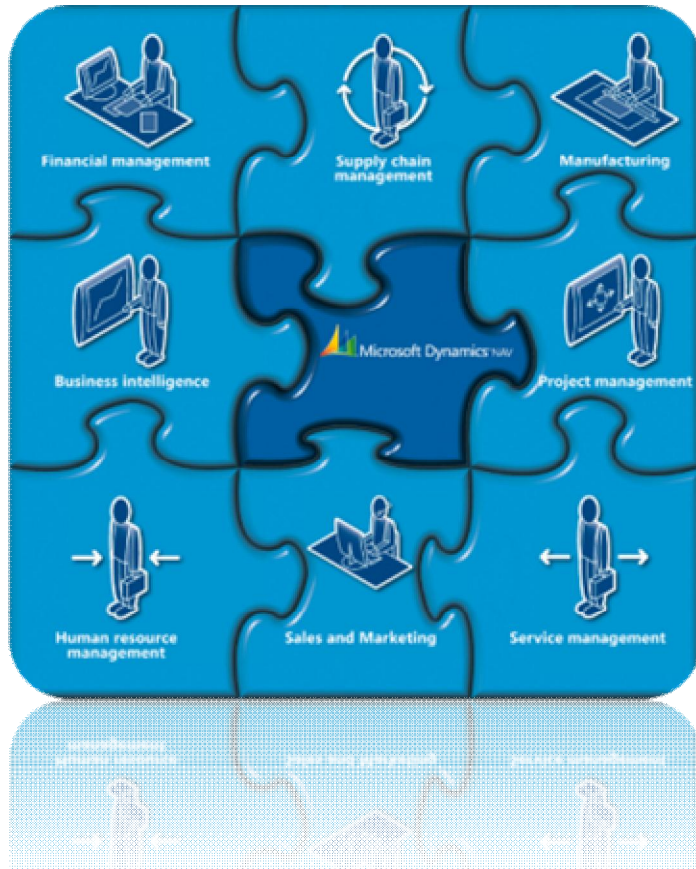 Financial management
Supply chain
management
Manufacturing
Business intelligence
Microsoft Dynamics™ NAV
Project management
Human resource
management
Sales and Marketing
Service management